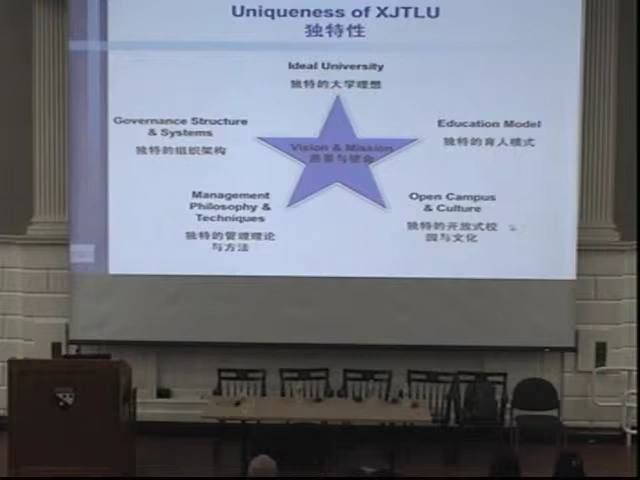 Uniqueness of XJTLU
独特性
Ideal University
独特的大学理想
Governance Structure
& Systems
独特的组织架构
Education Model
独特的育人模式
Vision & Mission
愿景与使命
Management
Philosophy &
Techniques
独特的管理理论
与方法
Open Campus
& Culture
独特的开放式校
园与文化